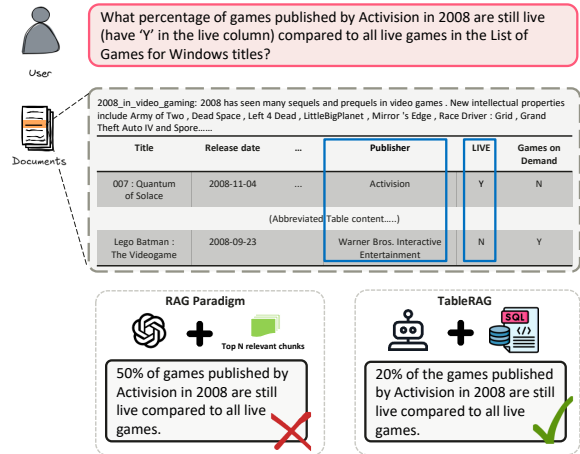 What percentage of games published by Activision in 2008 are still live
(have ‘Y’ in the live column) compared to all live games in the List of
Games for Windows titles?
User
Documents
2008_in_video_gaming: 2008 has seen many sequels and prequels in video games . New intellectual properties
include Army of Two , Dead Space , Left 4 Dead , LittleBigPlanet , Mirror 's Edge , Race Driver : Grid , Grand
Theft Auto IV and Spore……
Title Release date ... Publisher LIVE Games on
Demand
007 : Quantum
of Solace 2008-11-04 ... Activision Y N
(Abbreviated Table content…..)
Lego Batman :
The Videogame 2008-09-23 Warner Bros. Interactive
Entertainment N Y
RAG Paradigm
Top N relevant chunks
50% of games published by
Activision in 2008 are still
live compared to all live
games.
TableRAG
SQL
</>
20% of the games published
by Activision in 2008 are still
live compared to all live
games.